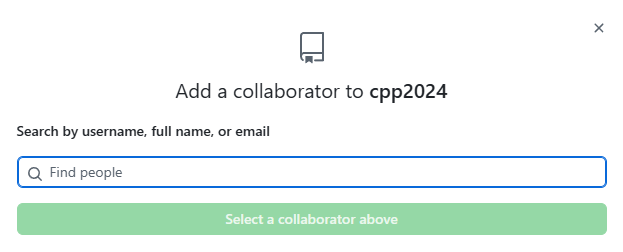 Add a collaborator to cpp2024
Search by username, full name, or email
Find people
Select a collaborator above